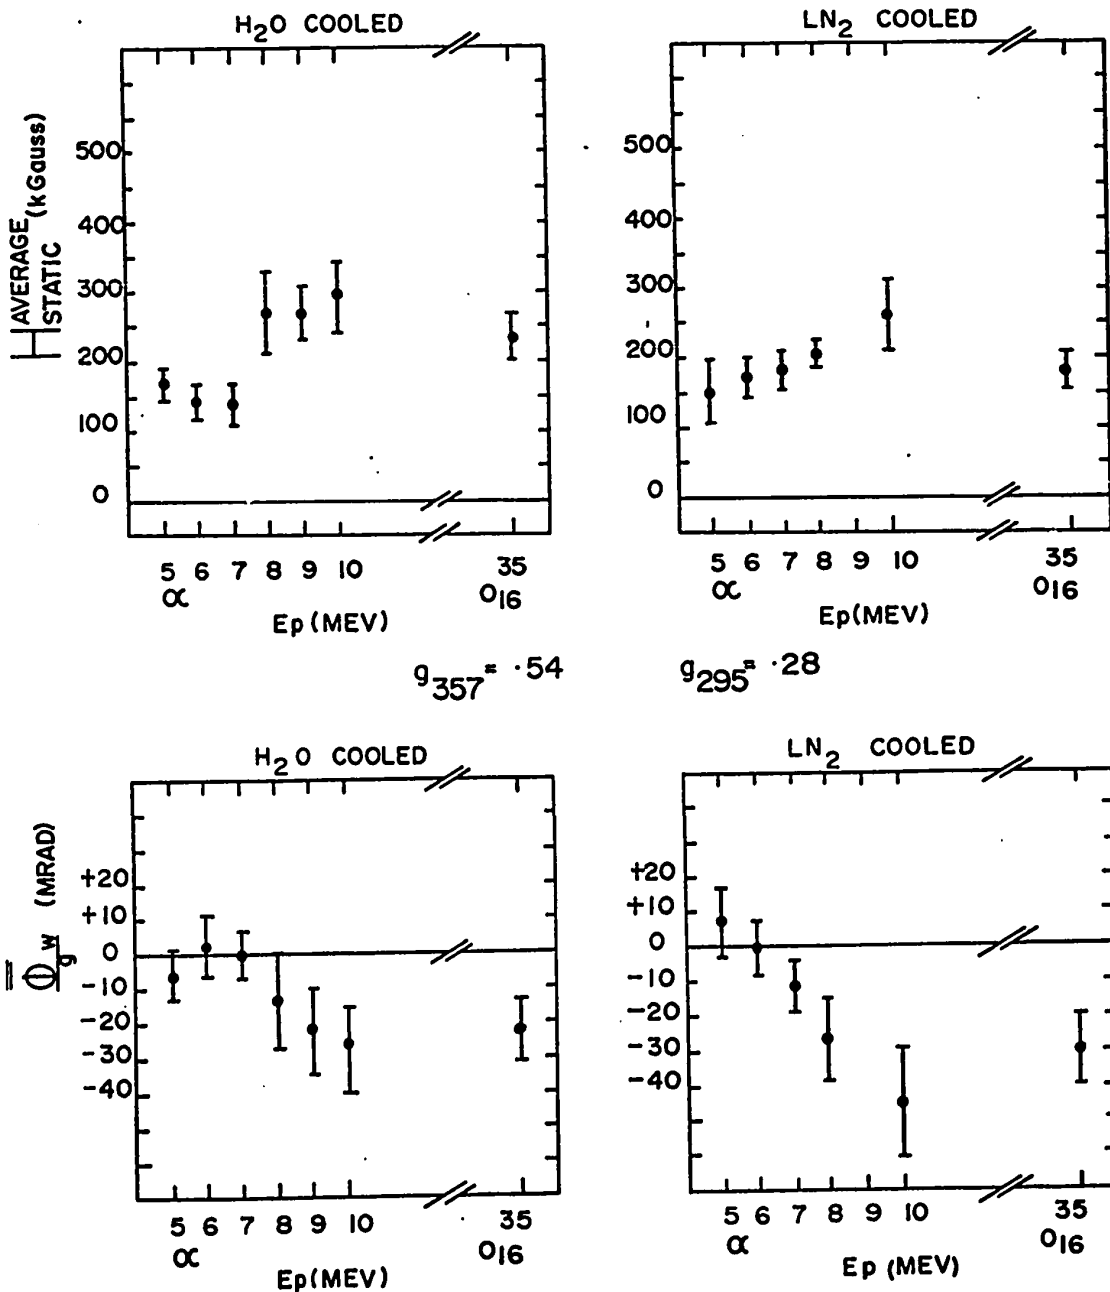 H2O COOLED
LN2 COOLED
H AVERAGE STATIC (kGauss)
500
400
300
200
100
0
500
400
300
200
100
0
5 6 7 8 9 10 35
α O16
Ep (MEV)
5 6 7 8 9 10 35
α O16
Ep(MEV)
g357= .54
g295= .28
H2O COOLED
LN2 COOLED
Φ w g (MRAD)
+20
+10
0
-10
-20
-30
-40
+20
+10
0
-10
-20
-30
-40
5 6 7 8 9 10 35
α O16
Ep(MEV)
5 6 7 8 9 10 35
α O16
Ep (MEV)